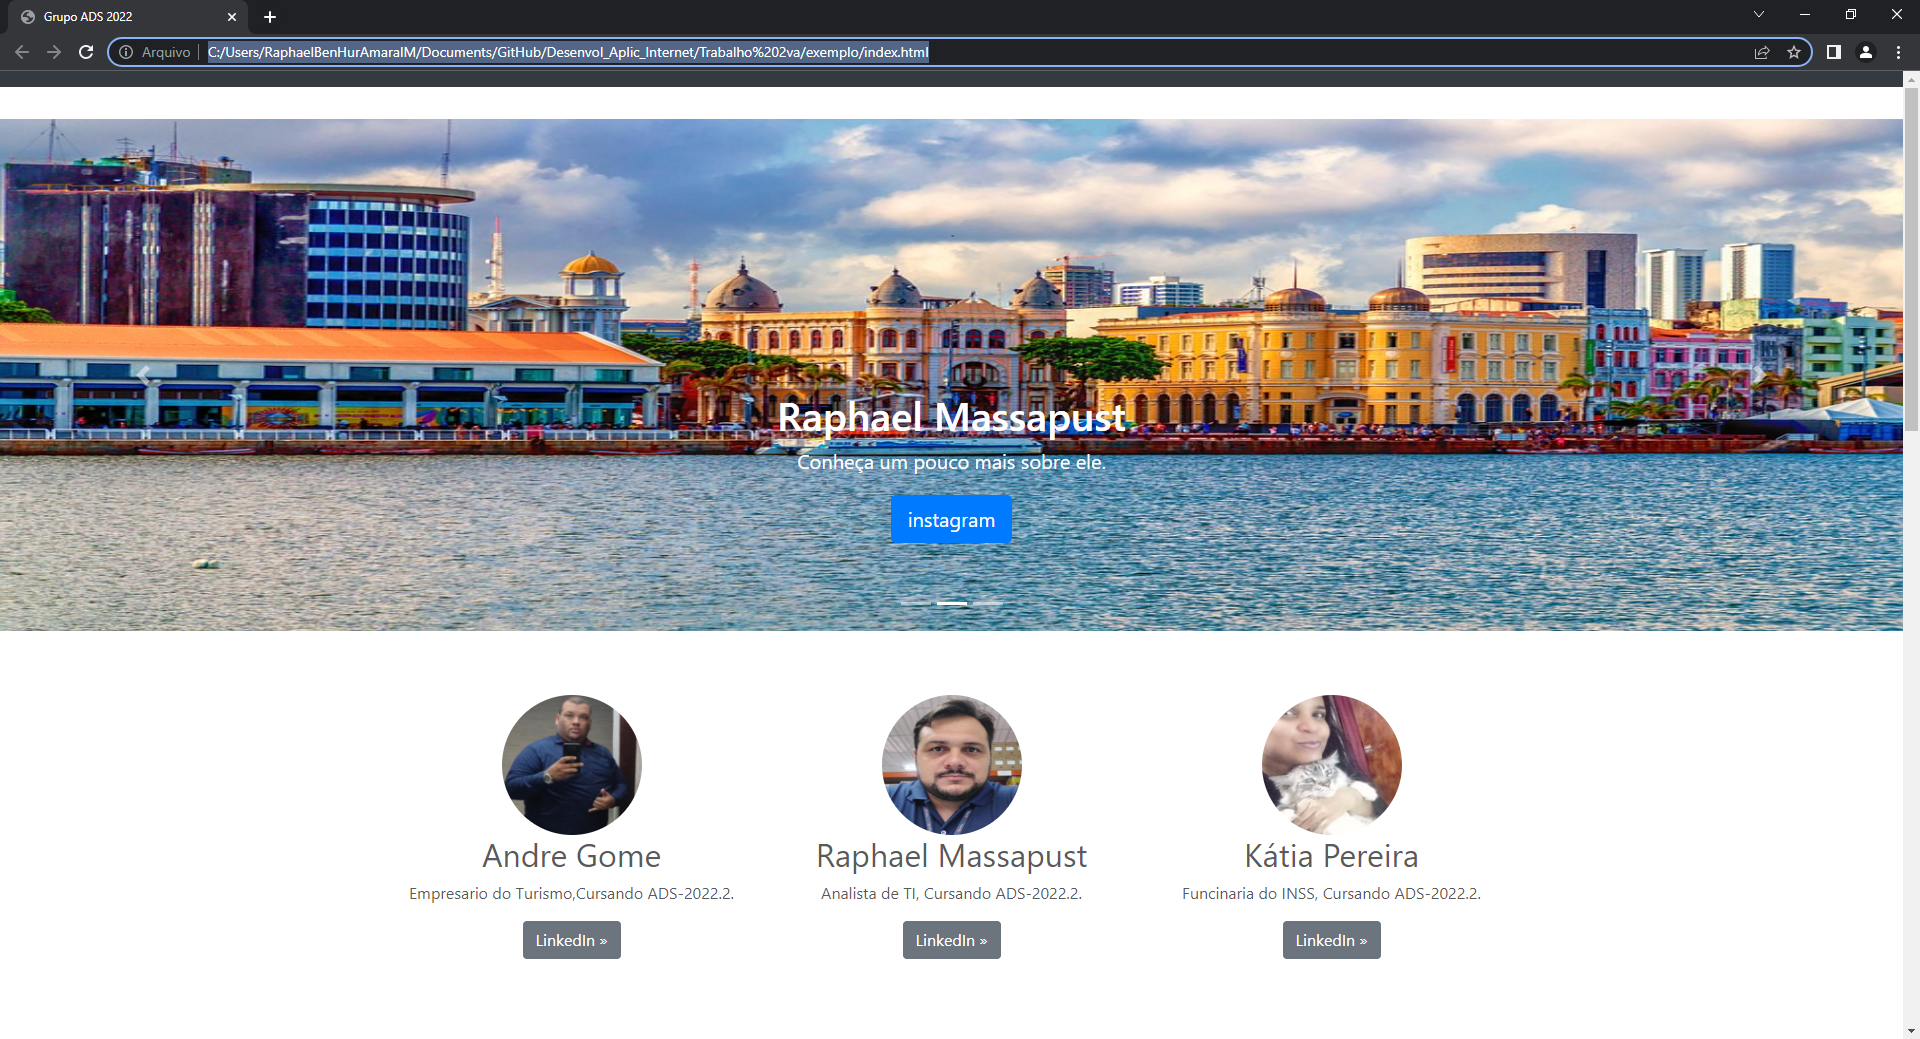 Grupo ADS 2022
Arquivo
C:/Users/RaphaelBenHurAmaralM/Documents/GitHub/Desenvol_Aplic_Internet/Trabalho%202va/exemplo/index.html
Raphael Massapust
Conheça um pouco mais sobre ele.
instagram
Andre Gome
Raphael Massapust
Kátia Pereira
Empresario do Turismo,Cursando ADS-2022.2.
Analista de TI, Cursando ADS-2022.2.
Funcinaria do INSS, Cursando ADS-2022.2.
LinkedIn »
LinkedIn »
LinkedIn »